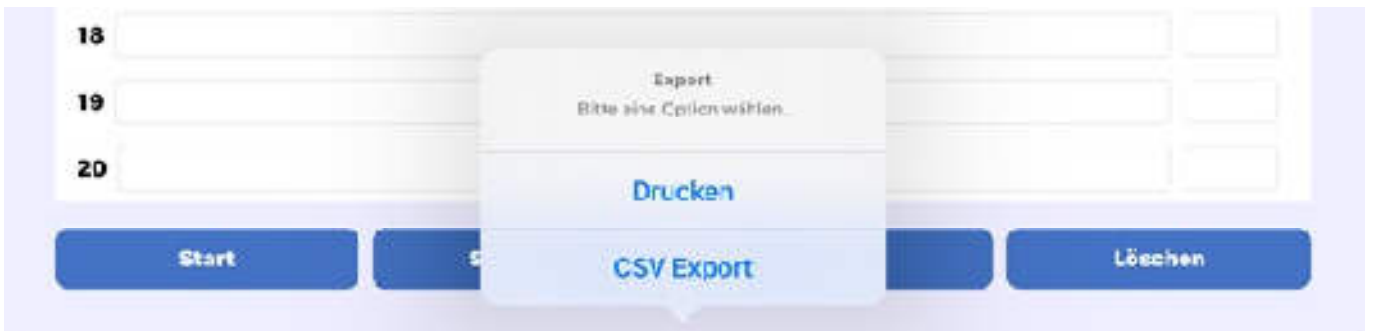 18
Export
19
Bitte eine Option wählen.
20
Drucken
Start
S
CSV Export
Löschen